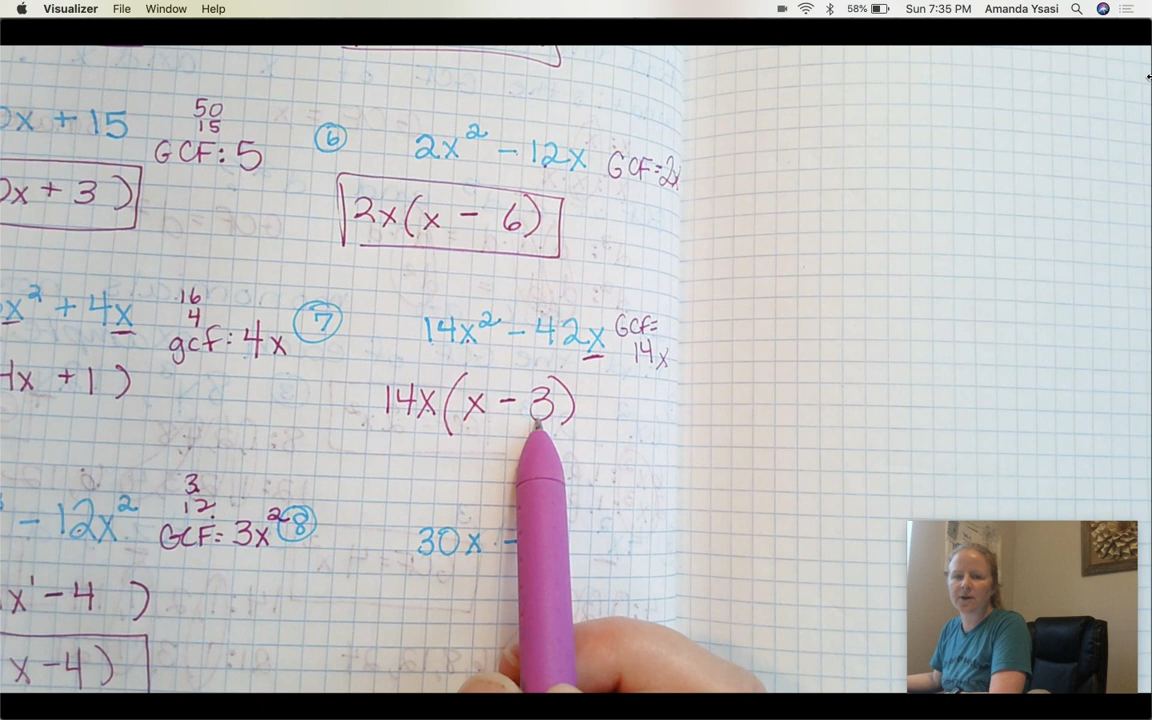 Visualizer File Window Help 58% Sun 7:35 PM Amanda Ysasi
x + 15
50
15
GCF: 5
x + 3 )
6
2x² - 12x
GCF=2x
2x(x - 6)
x² + 4x
16
4
gcf: 4x
7
14x² - 42x
GCF=
14x
x + 1 )
14x(x - 3)
- 12x²
3
12
GCF= 3x²
8
30x -
x¹ - 4 )
x - 4 )